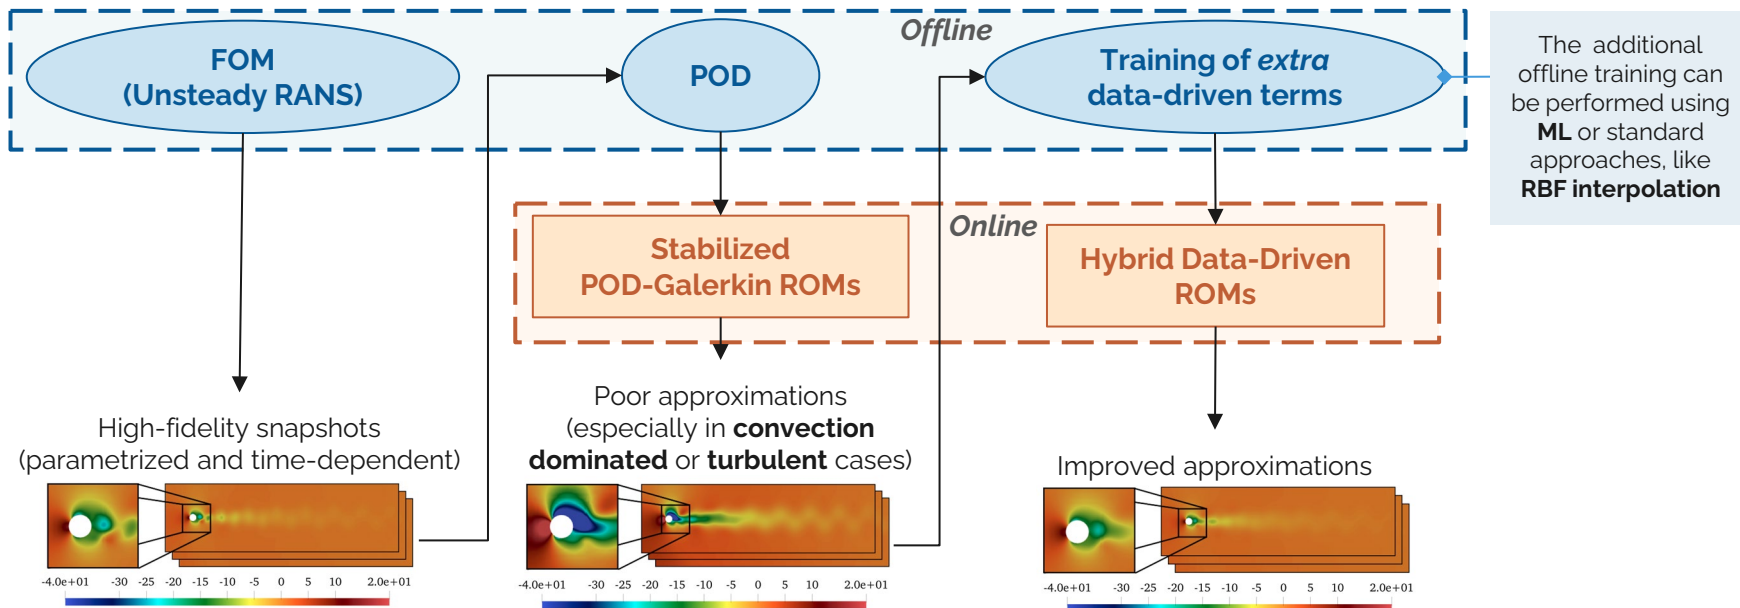 Offline
FOM
(Unsteady RANS)
POD
Training of extra
data-driven terms
The additional
offline training can
be performed using
ML or standard
approaches, like
RBF interpolation
Online
Stabilized
POD-Galerkin ROMs
Hybrid Data-Driven
ROMs
High-fidelity snapshots
(parametrized and time-dependent)
Poor approximations
(especially in convection
dominated or turbulent cases)
Improved approximations
-4.0e+01 -30 -25 -20 -15 -10 -5 0 5 10 2.0e+01
-4.0e+01 -30 -25 -20 -15 -10 -5 0 5 10 2.0e+01
-4.0e+01 -30 -25 -20 -15 -10 -5 0 5 10 2.0e+01